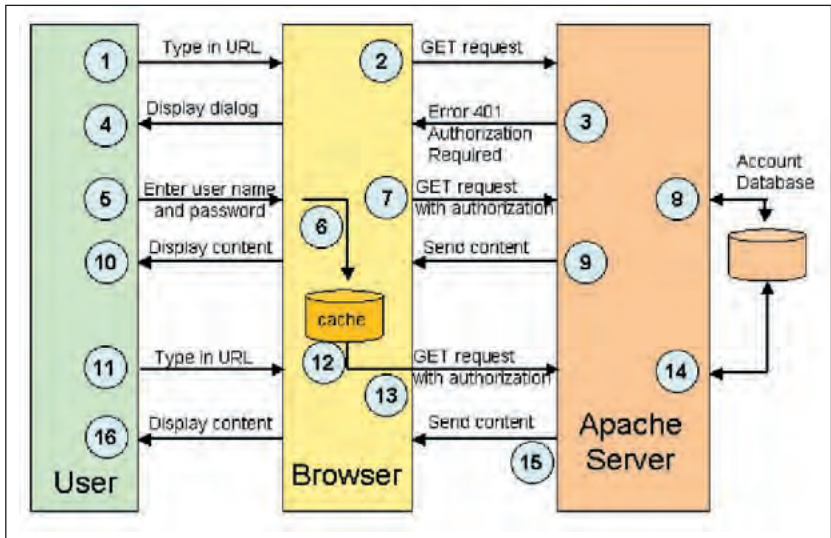 1
Type in URL
2
GET request
4
Display dialog
Error 401
Authorization
Required
3
5
Enter user name
and password
6
7
GET request
with authorization
8
Account
Database
10
Display content
Send content
9
cache
11
Type in URL
12
GET request
with authorization
13
14
16
Display content
Send content
15
User
Browser
Apache
Server